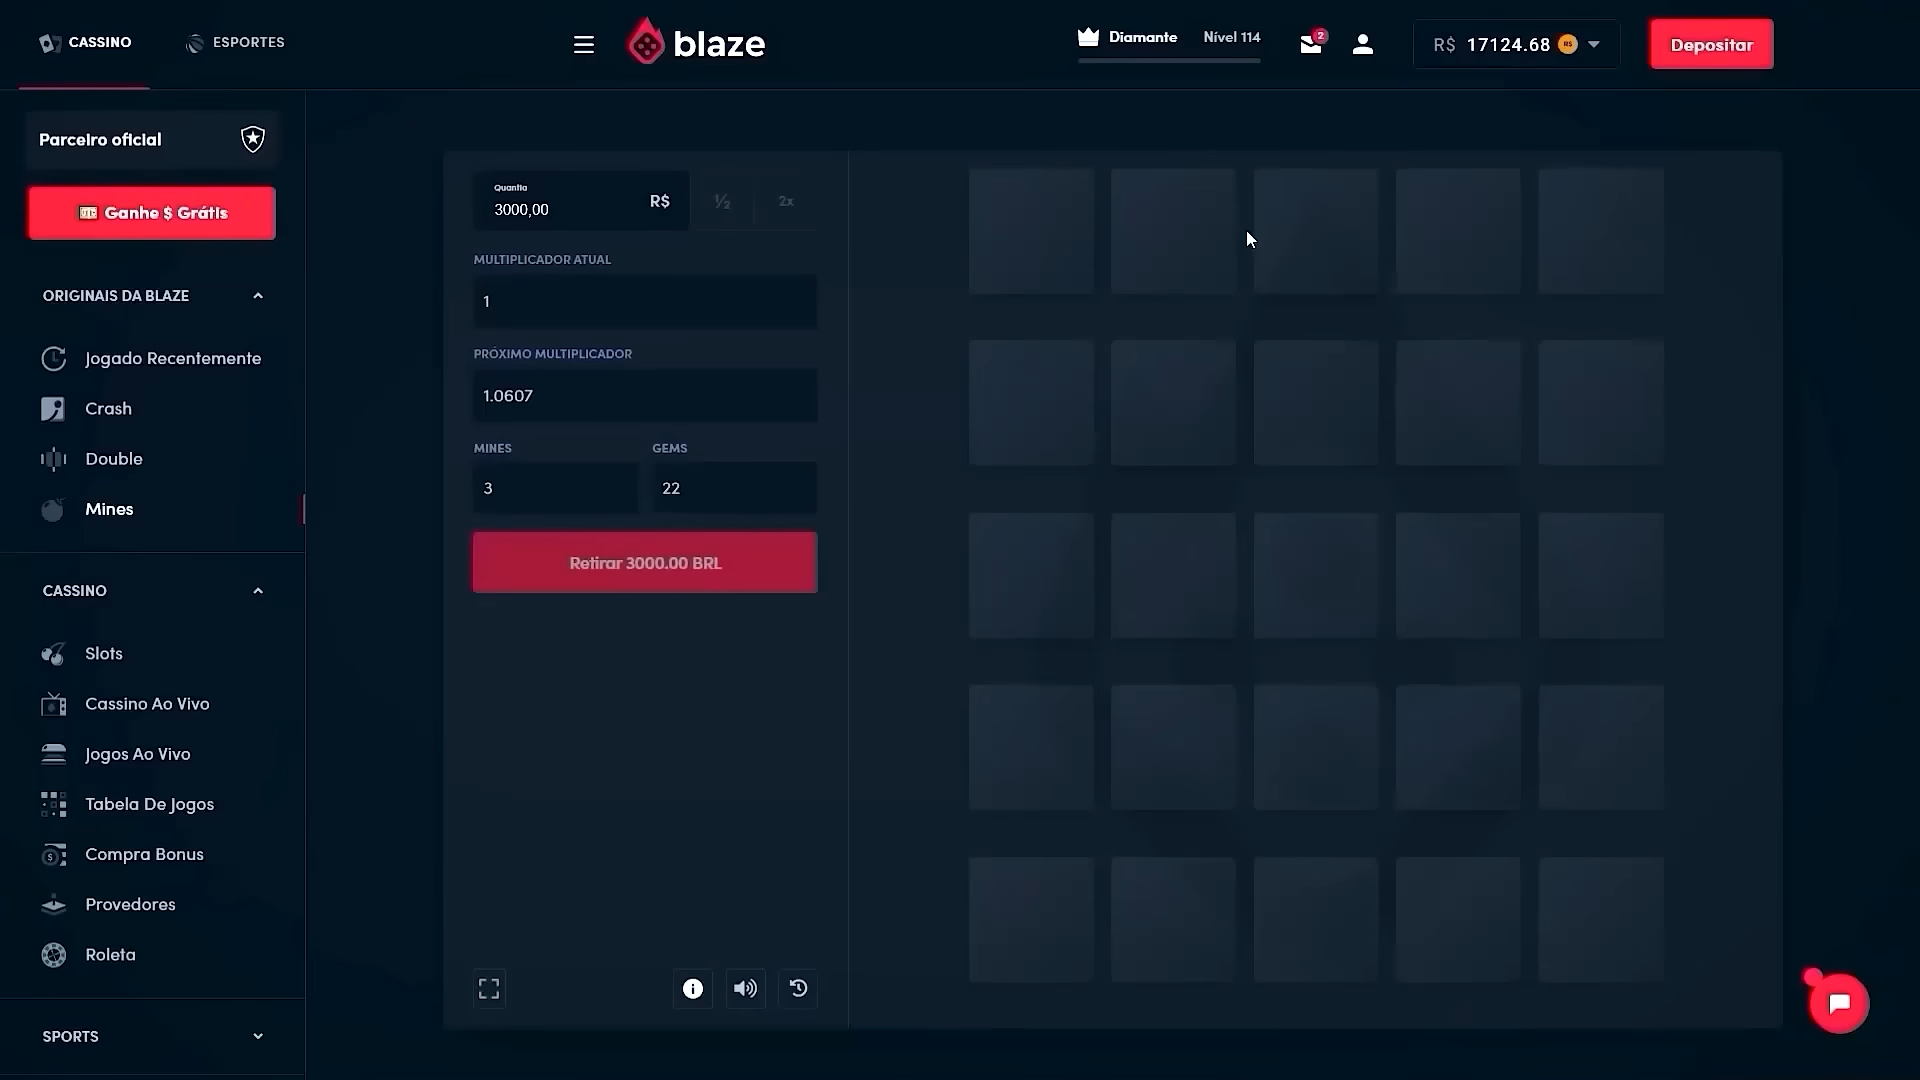 CASSINO
ESPORTES
blaze
Diamante
Nível 114
2
R$ 17124.68
R$
Depositar
Parceiro oficial
Ganhe $ Grátis
ORIGINAIS DA BLAZE
Jogado Recentemente
Crash
Double
Mines
CASSINO
Slots
Cassino Ao Vivo
Jogos Ao Vivo
Tabela De Jogos
Compra Bonus
Provedores
Roleta
SPORTS
Quantia
3000,00
R$
½
2x
MULTIPLICADOR ATUAL
1
PRÓXIMO MULTIPLICADOR
1.0607
MINES
GEMS
3
22
Retirar 3000.00 BRL